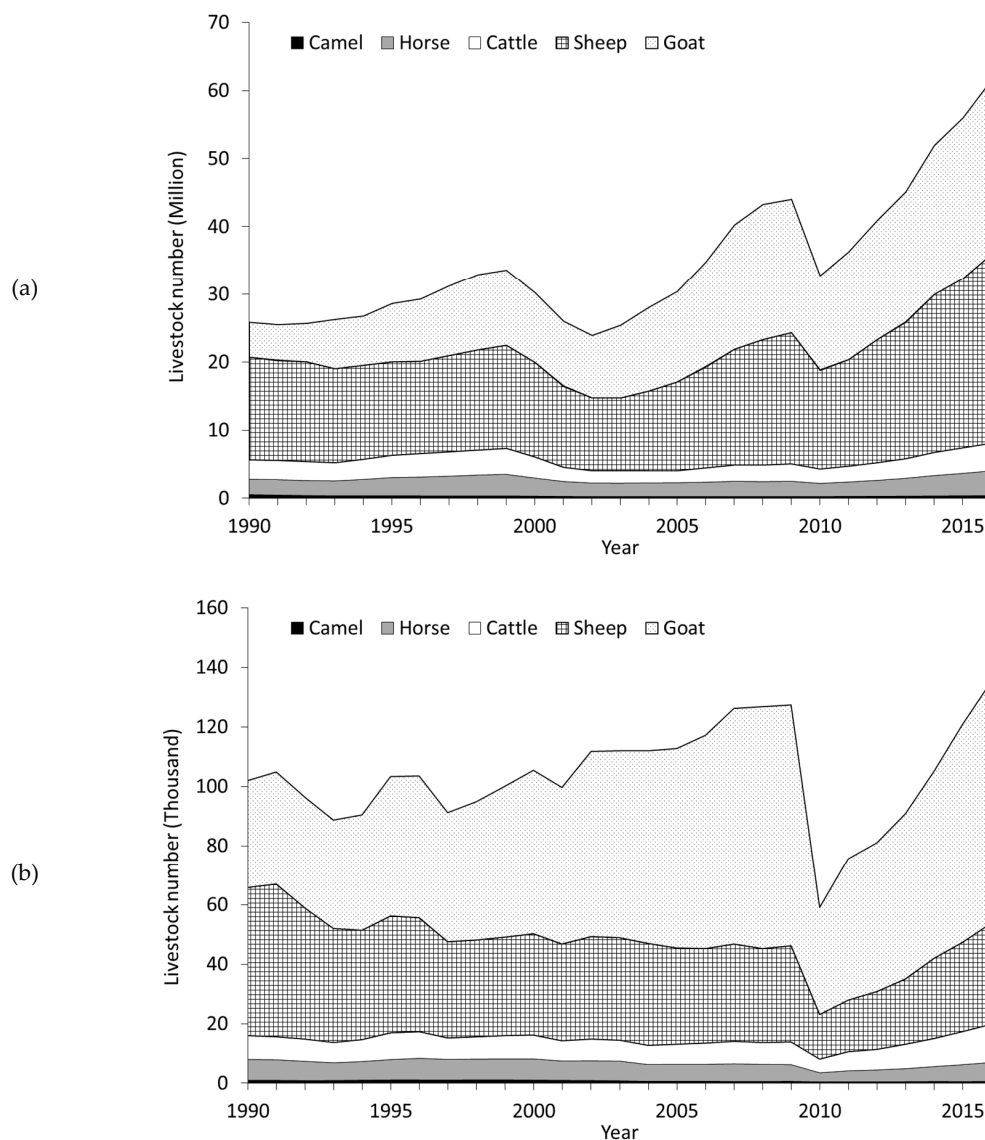 70
Camel Horse Cattle Sheep Goat
60
50
40
30
20
10
0
Livestock number (Million)
(a)
1990 1995 2000 2005 2010 2015
Year
160
Camel Horse Cattle Sheep Goat
140
120
100
80
60
40
20
0
Livestock number (Thousand)
(b)
1990 1995 2000 2005 2010 2015
Year